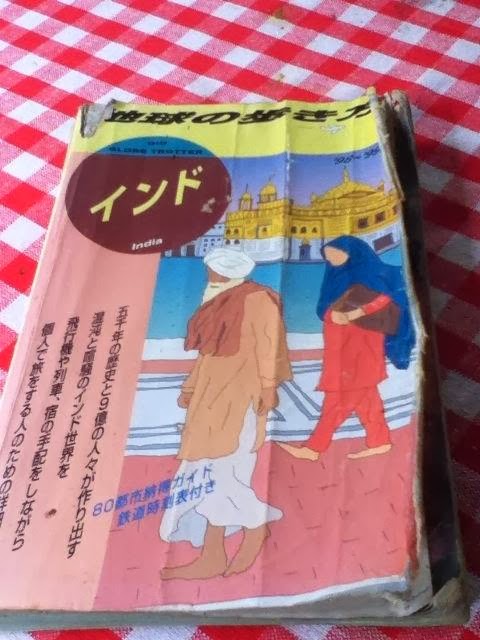 地球の歩き方
GLOBE TROTTER
'95〜'96
インド
India
五千年の歴史と9億の人々が作り出す
混沌と喧騒のインド世界を
飛行機や列車、宿の手配をしながら
個人で旅をする人のための詳細
80都市納得ガイド
鉄道時刻表付き